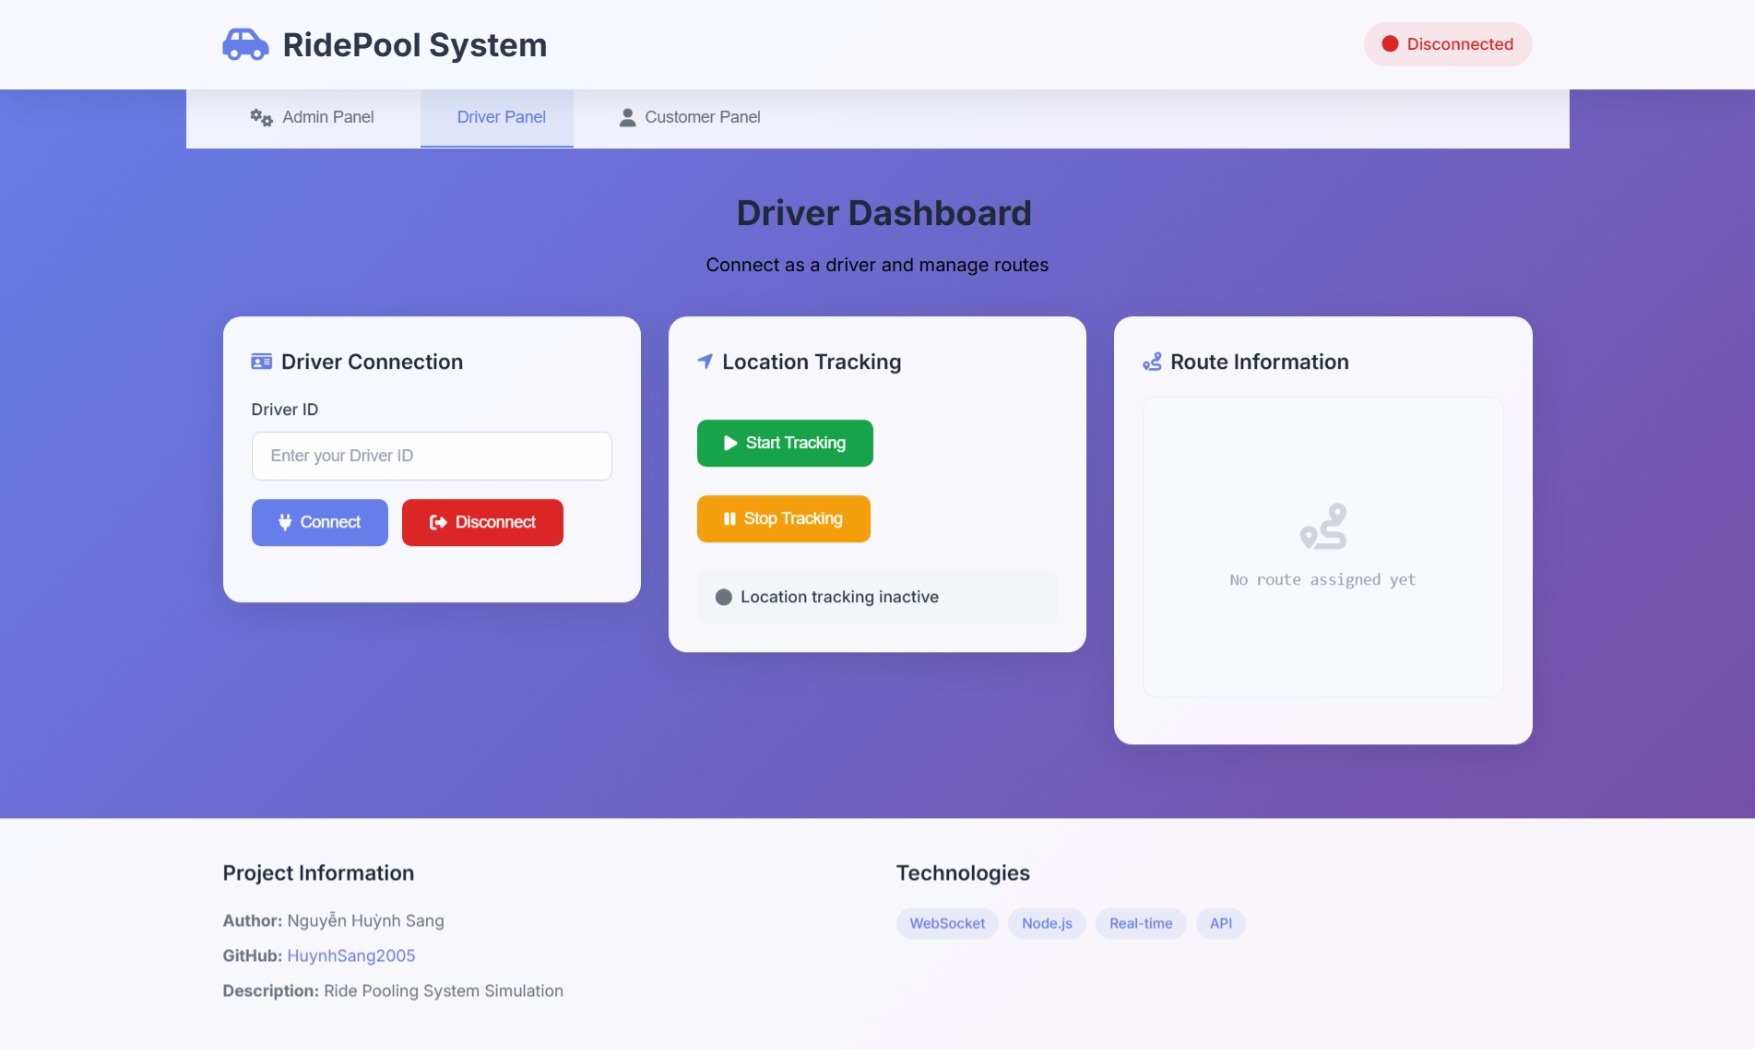 RidePool System
Disconnected
Admin Panel
Driver Panel
Customer Panel
Driver Dashboard
Connect as a driver and manage routes
Driver Connection
Driver ID
Enter your Driver ID
Connect
Disconnect
Location Tracking
Start Tracking
Stop Tracking
Location tracking inactive
Route Information
No route assigned yet
Project Information
Author: Nguyễn Huỳnh Sang
GitHub: HuynhSang2005
Description: Ride Pooling System Simulation
Technologies
WebSocket
Node.js
Real-time
API